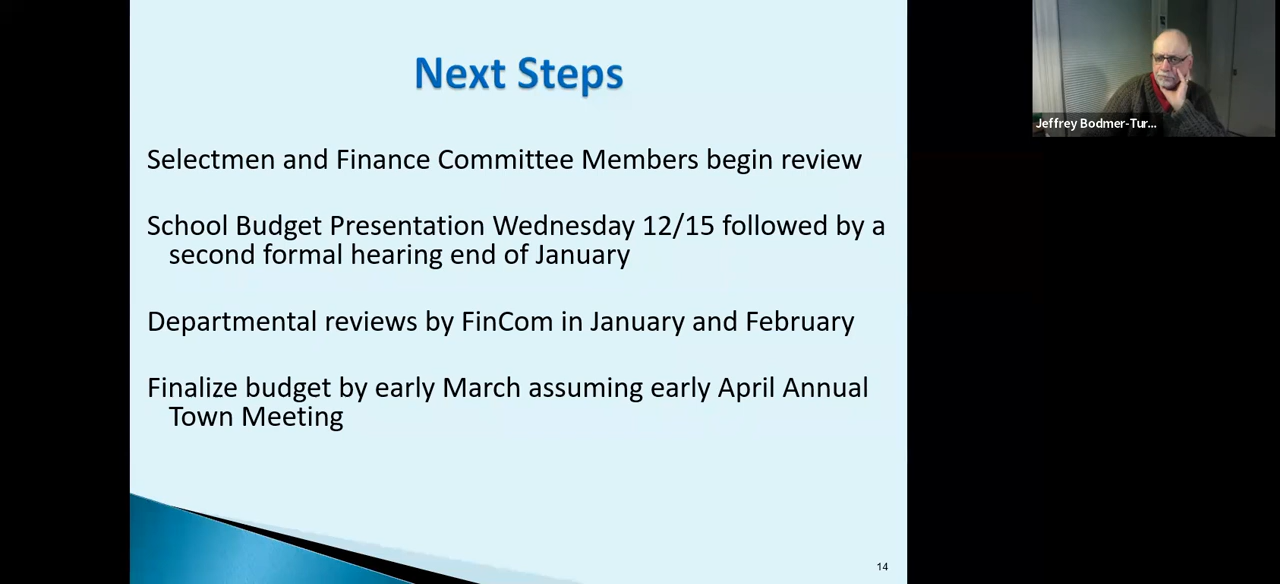 Next Steps
Selectmen and Finance Committee Members begin review
School Budget Presentation Wednesday 12/15 followed by a
second formal hearing end of January
Departmental reviews by FinCom in January and February
Finalize budget by early March assuming early April Annual
Town Meeting
14
Jeffrey Bodmer-Tur...